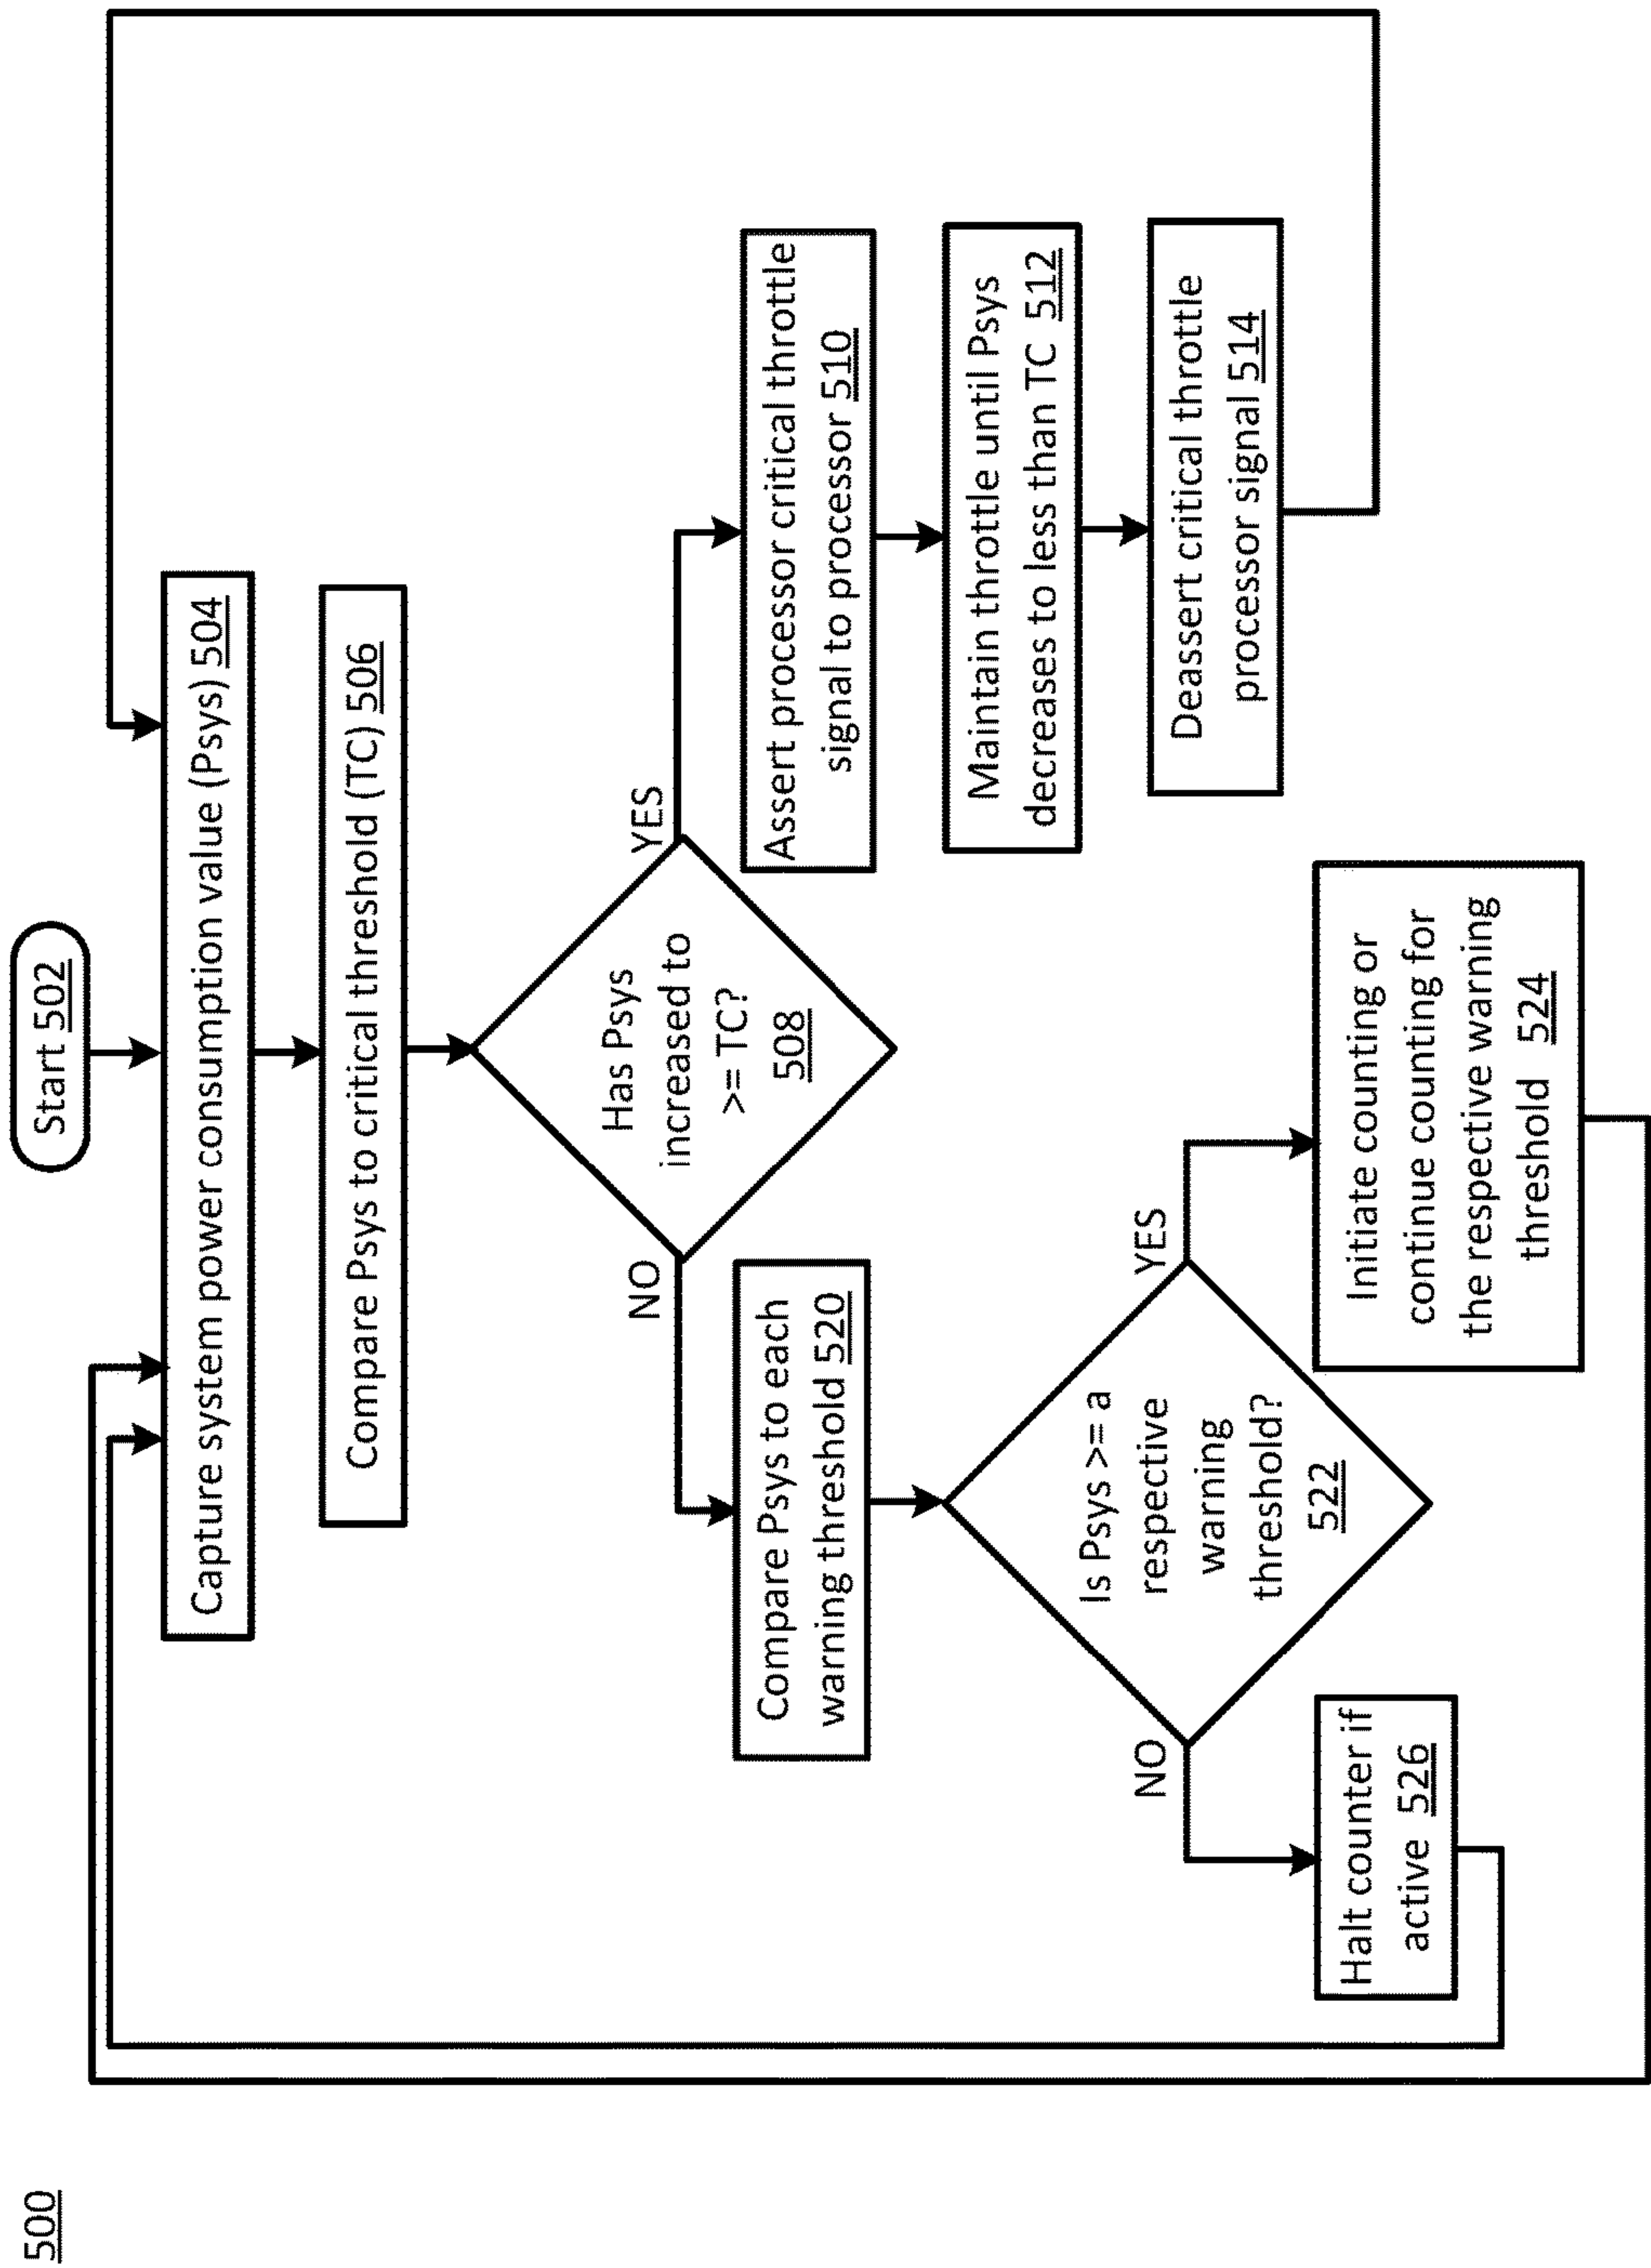 500
Start 502
Capture system power consumption value (Psys) 504
Compare Psys to critical threshold (TC) 506
Has Psys
increased to
>= TC?
508
YES
Assert processor critical throttle
signal to processor 510
Maintain throttle until Psys
decreases to less than TC 512
Deassert critical throttle
processor signal 514
NO
Compare Psys to each
warning threshold 520
Is Psys >= a
respective
warning
threshold?
522
YES
Initiate counting or
continue counting for
the respective warning
threshold 524
NO
Halt counter if
active 526